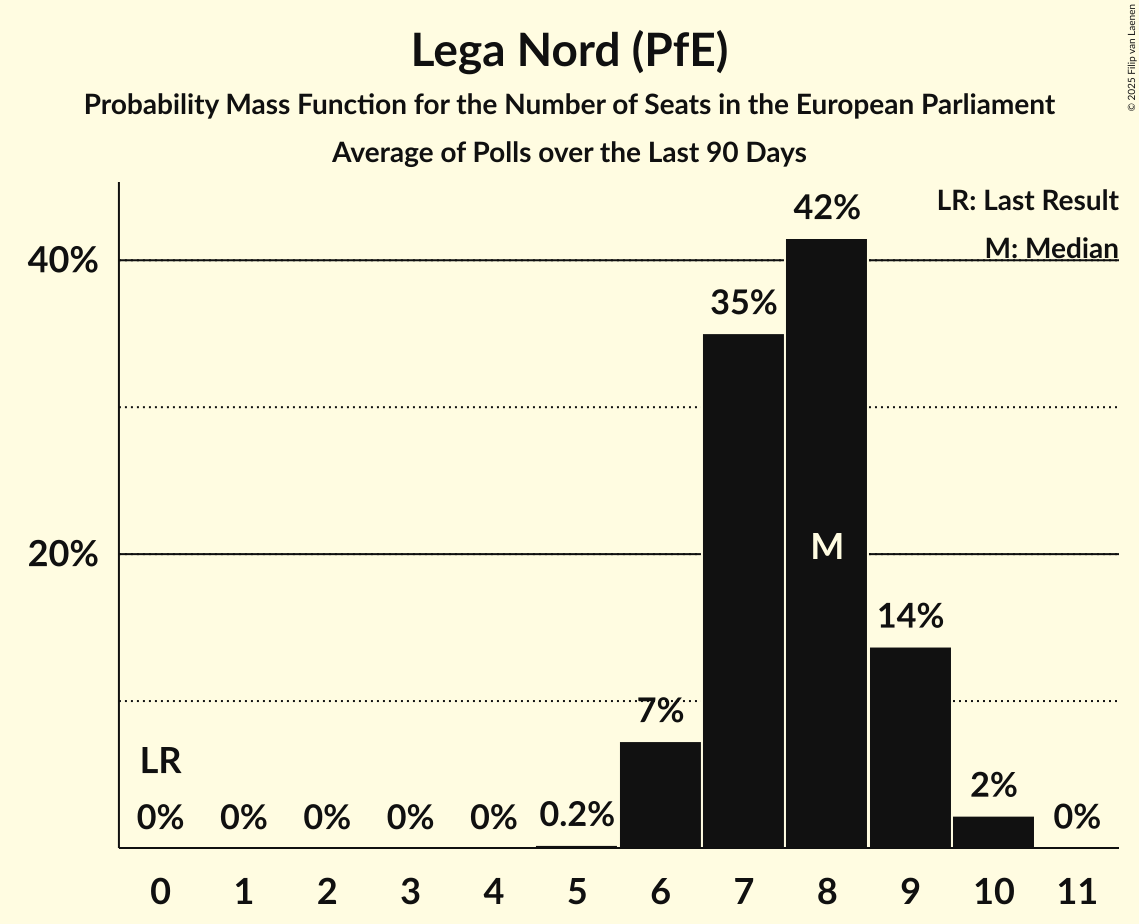 Lega Nord (PfE)
Probability Mass Function for the Number of Seats in the European Parliament
Average of Polls over the Last 90 Days
© 2025 Filip van Laenen
LR: Last Result
M: Median
40%
20%
LR
0%
0%
0%
0%
0%
0.2%
7%
35%
42%
M
14%
2%
0%
0 1 2 3 4 5 6 7 8 9 10 11